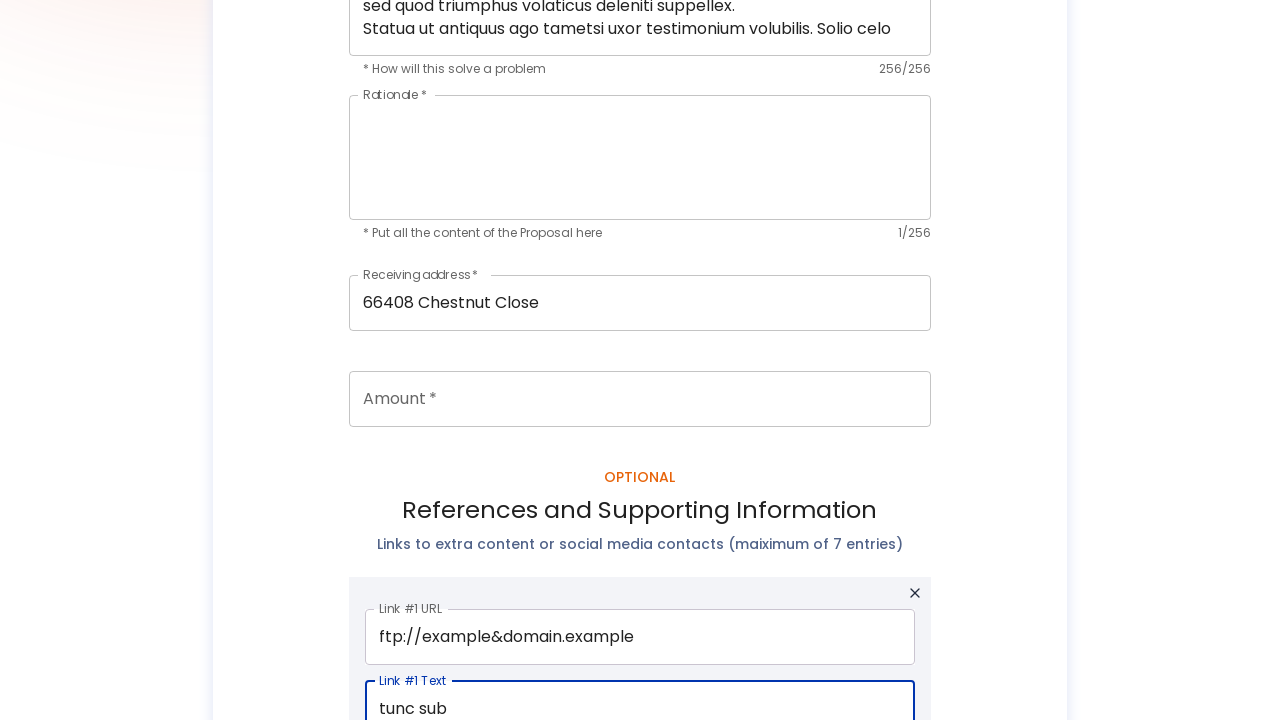 sed quod triumphus volaticus deleniti suppellex.
Statua ut antiquus ago tametsi uxor testimonium volubilis. Solio celo
* How will this solve a problem 256/256
Rationale *
* Put all the content of the Proposal here 1/256
Receiving address *
66408 Chestnut Close
Amount *
OPTIONAL
References and Supporting Information
Links to extra content or social media contacts (maiximum of 7 entries)
Link #1 URL
ftp://example&domain.example
Link #1 Text
tunc sub